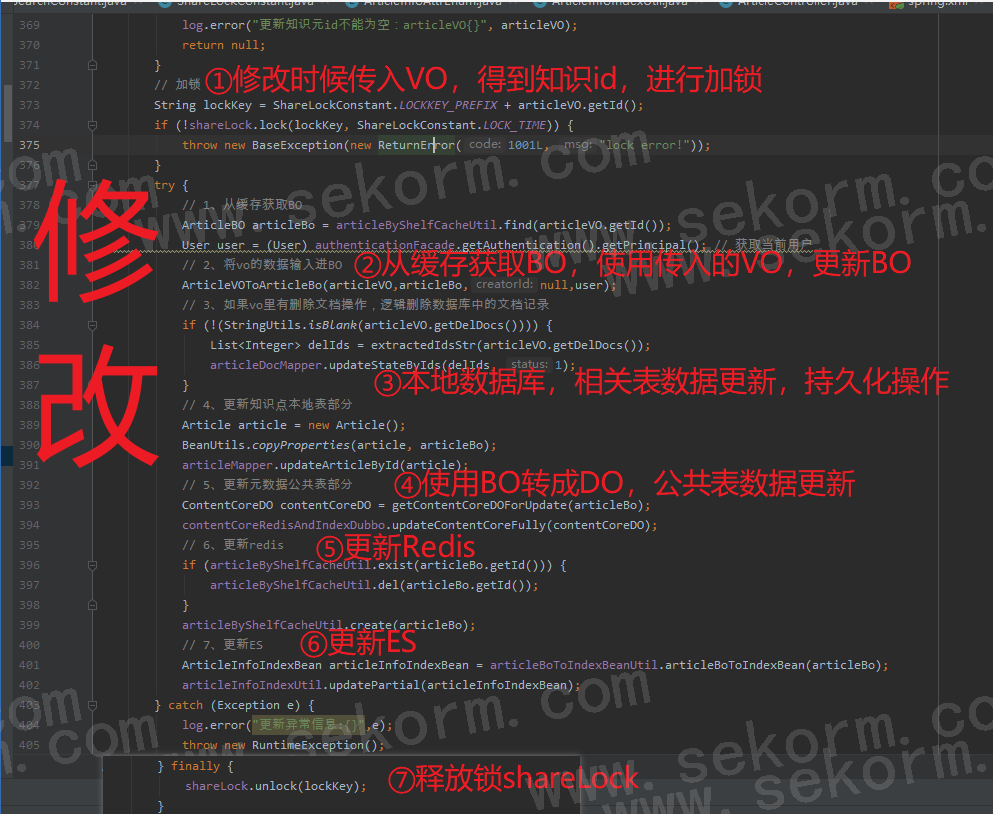 369 log.error("更新知识元id不能为空：articleVO{}", articleVO);
370 return null;
371 }
372 // 加锁 ①修改时候传入VO，得到知识id，进行加锁
373 String lockKey = ShareLockConstant.LOCKKEY_PREFIX + articleVO.getId();
374 if (!shareLock.lock(lockKey, ShareLockConstant.LOCK_TIME)) {
375 throw new BaseException(new ReturnError( code: 1001L, msg: "lock error!"));
376 }
377 try {
378 // 1、从缓存获取BO
379 ArticleBO articleBo = articleByShelfCacheUtil.find(articleVO.getId());
380 User user = (User) authenticationFacade.getAuthentication().getPrincipal(); // 获取当前用户
381 // 2、将vo的数据输入进BO ②从缓存获取BO，使用传入的VO，更新BO
382 ArticleVOToArticleBo(articleVO,articleBo, creatorId: null,user);
383 // 3、如果vo里有删除文档操作，逻辑删除数据库中的文档记录
384 if (!(StringUtils.isBlank(articleVO.getDelDocs()))) {
385 List<Integer> delIds = extractedIdsStr(articleVO.getDelDocs());
386 articleDocMapper.updateStateByIds(delIds, status: 1);
387 } ③本地数据库，相关表数据更新，持久化操作
388 // 4、更新知识点本地表部分
389 Article article = new Article();
390 BeanUtils.copyProperties(article, articleBo);
391 articleMapper.updateArticleById(article);
392 // 5、更新元数据公共表部分 ④使用BO转成DO，公共表数据更新
393 ContentCoreDO contentCoreDO = getContentCoreDOForUpdate(articleBo);
394 contentCoreRedisAndIndexDubbo.updateContentCoreFully(contentCoreDO);
395 // 6、更新redis ⑤更新Redis
396 if (articleByShelfCacheUtil.exist(articleBo.getId())) {
397 articleByShelfCacheUtil.del(articleBo.getId());
398 }
399 articleByShelfCacheUtil.create(articleBo);
400 // 7、更新ES ⑥更新ES
401 ArticleInfoIndexBean articleInfoIndexBean = articleBoToIndexBeanUtil.articleBoToIndexBean(articleBo);
402 articleInfoIndexUtil.updatePartial(articleInfoIndexBean);
403 } catch (Exception e) {
404 log.error("更新异常信息:{}",e);
405 throw new RuntimeException();
} finally {
shareLock.unlock(lockKey); ⑦释放锁shareLock
}
修
改
www.sekorm.com